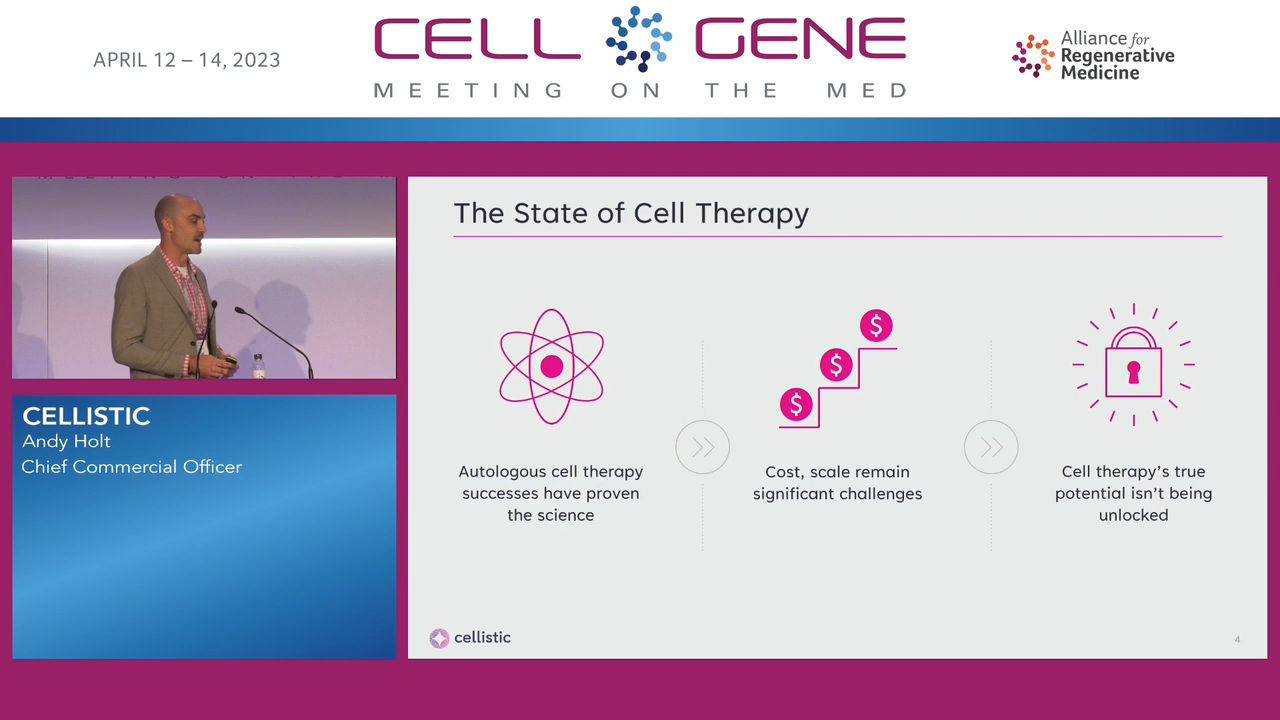 APRIL 12 – 14, 2023
CELL GENE
MEETING ON THE MED
Alliance for
Regenerative
Medicine
CELLISTIC
Andy Holt
Chief Commercial Officer
The State of Cell Therapy
$
$
$
Autologous cell therapy
successes have proven
the science
Cost, scale remain
significant challenges
Cell therapy's true
potential isn't being
unlocked
cellistic
4